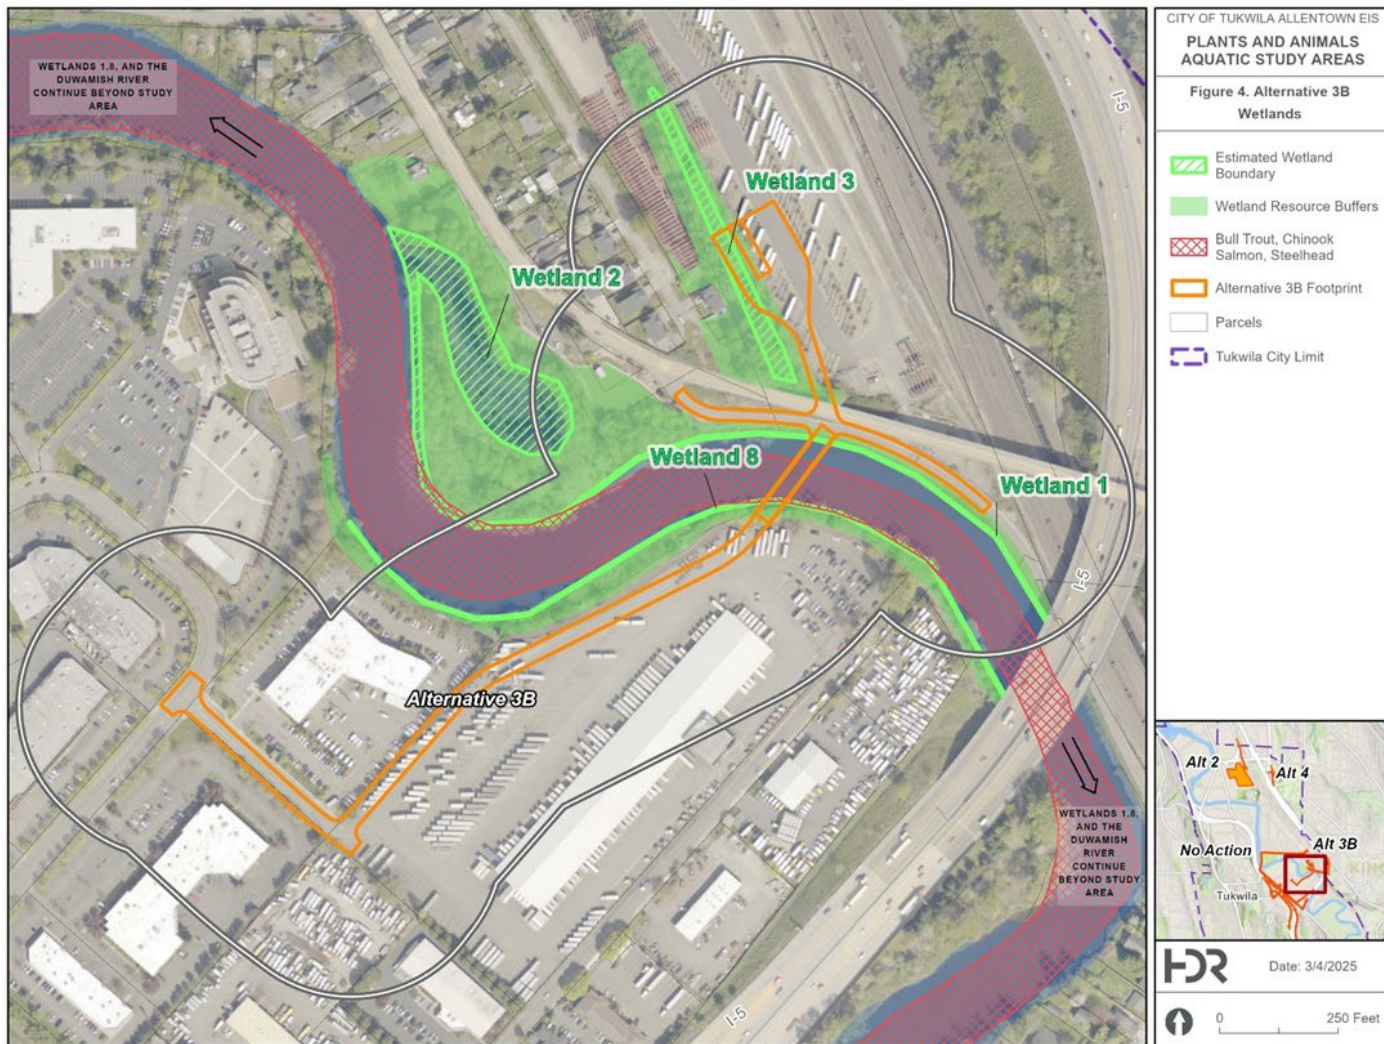 WETLANDS 1,8, AND THE
DUWAMISH RIVER
CONTINUE BEYOND STUDY
AREA
Wetland 3
Wetland 2
Wetland 8
Wetland 1
Alternative 3B
I-5
I-5
I-5
WETLANDS 1,8,
AND THE
DUWAMISH
RIVER
CONTINUE
BEYOND STUDY
AREA
CITY OF TUKWILA ALLENTOWN EIS
PLANTS AND ANIMALS
AQUATIC STUDY AREAS
Figure 4. Alternative 3B
Wetlands
Estimated Wetland
Boundary
Wetland Resource Buffers
Bull Trout, Chinook
Salmon, Steelhead
Alternative 3B Footprint
Parcels
Tukwila City Limit
Alt 2
Alt 4
No Action
Alt 3B
Tukwila
HDR
Date: 3/4/2025
0 250 Feet